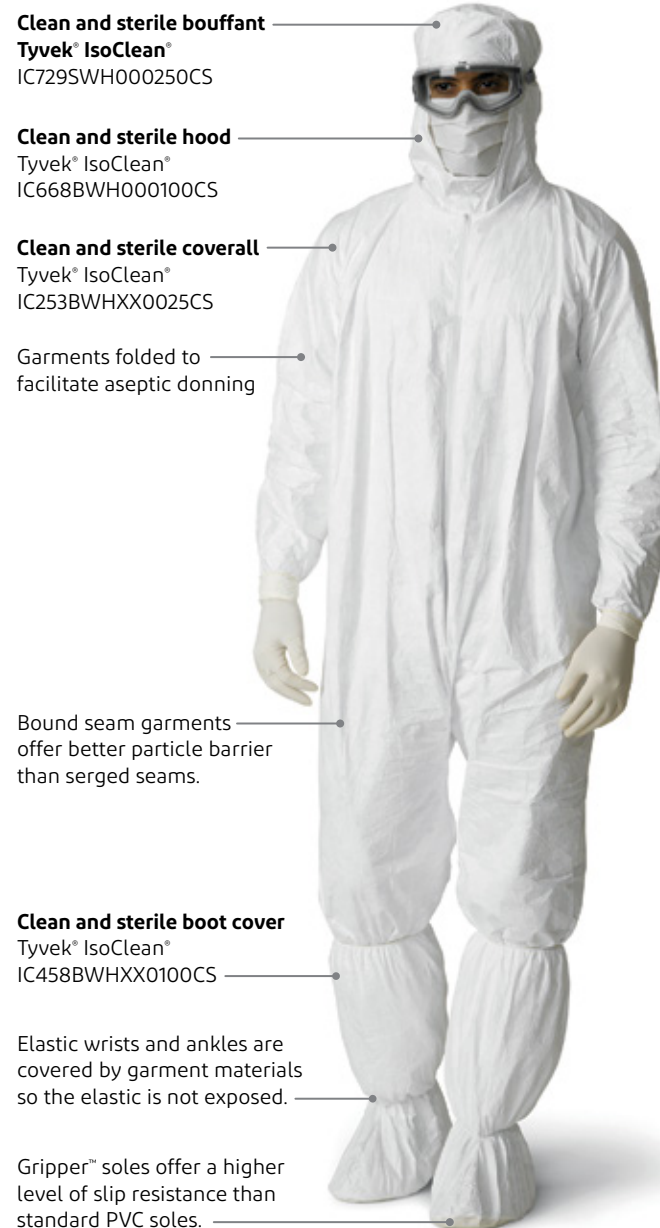 Clean and sterile bouffant
Tyvek® IsoClean®
IC729SWH000250CS
Clean and sterile hood
Tyvek® IsoClean®
IC668BWH000100CS
Clean and sterile coverall
Tyvek® IsoClean®
IC253BWHXX0025CS
Garments folded to
facilitate aseptic donning
Bound seam garments
offer better particle barrier
than serged seams.
Clean and sterile boot cover
Tyvek® IsoClean®
IC458BWHXX0100CS
Elastic wrists and ankles are
covered by garment materials
so the elastic is not exposed.
Gripper™ soles offer a higher
level of slip resistance than
standard PVC soles.